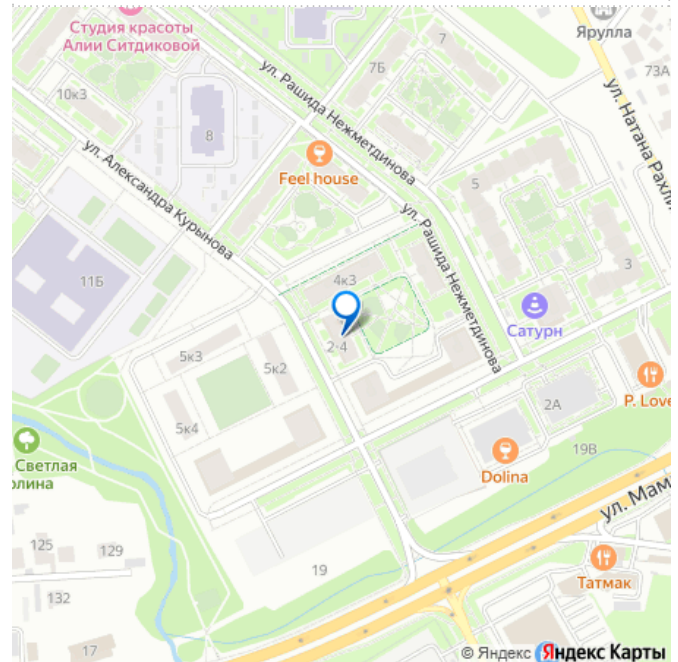 Студия красоты
Алии Ситдиковой
7
Ярулла
7Б
73А
10к3
ул. Рашида Нежметдинова
ул. Натана Рахли
8
Feel house
ул. Александра Курынова
5
ул. Рашида Нежметдинова
11Б
4к3
3
Сатурн
2-4
5к3
5к2
P. Love
2А
5к4
19В
Светлая
олина
Dolina
ул. Мам
125
129
19
Татмак
132
17
© Яндекс
Яндекс Карты